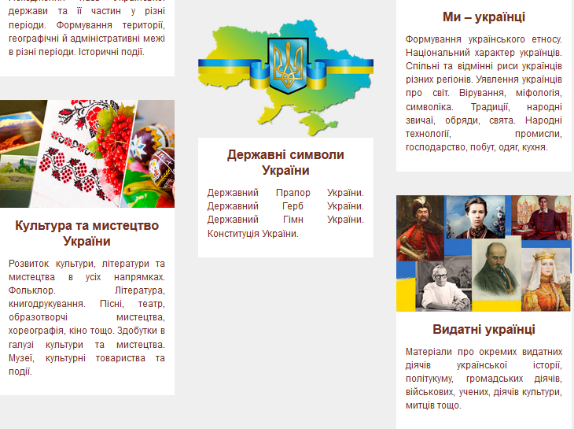 держави та її частин у різні
періоди. Формування території,
географічні й адміністративні межі
в різні періоди. Історичні події.
Культура та мистецтво
України
Розвиток культури, літератури та
мистецтва в усіх напрямках.
Фольклор. Література,
книгодрукування. Пісні, театр,
образотворчі мистецтва,
хореографія, кіно тощо. Здобутки в
галузі культури та мистецтва.
Музеї, культурні товариства та
події.
Державні символи
України
Державний Прапор України.
Державний Герб України.
Державний Гімн України.
Конституція України.
Ми – українці
Формування українського етносу.
Національний характер українців.
Спільні та відмінні риси українців
різних регіонів. Уявлення українців
про світ. Вірування, міфологія,
символіка. Традиції, народні
звичаї, обряди, свята. Народні
технології, промисли,
господарство, побут, одяг, кухня.
Видатні українці
Матеріали про окремих видатних
діячів української історії,
політикуму, громадських діячів,
військових, учених, діячів культури,
митців тощо.